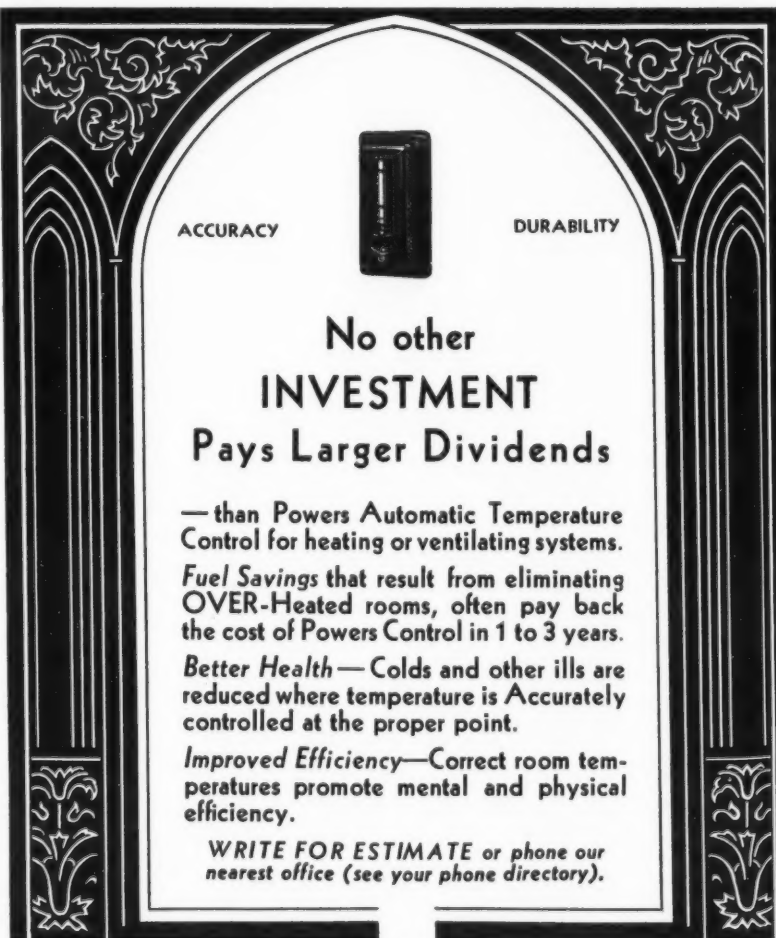 ACCURACY
DURABILITY
No other
INVESTMENT
Pays Larger Dividends
— than Powers Automatic Temperature
Control for heating or ventilating systems.
Fuel Savings that result from eliminating
OVER-Heated rooms, often pay back
the cost of Powers Control in 1 to 3 years.
Better Health — Colds and other ills are
reduced where temperature is Accurately
controlled at the proper point.
Improved Efficiency—Correct room tem-
peratures promote mental and physical
efficiency.
WRITE FOR ESTIMATE or phone our
nearest office (see your phone directory).